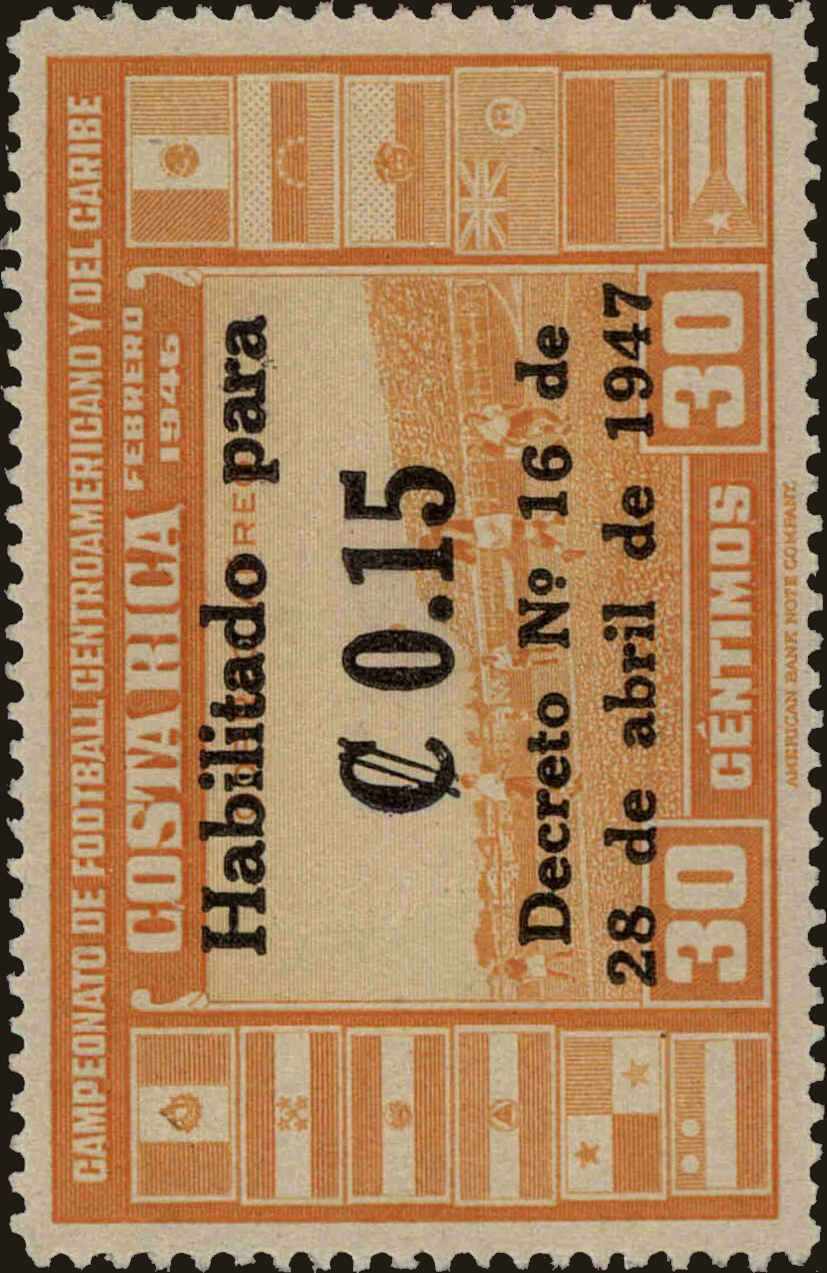 CAMPEONATO DE FOOTBALL CENTROAMERICANO Y DEL CARIBE
COSTA RICA
FEBRERO
1946
Habilitado para
₡ 0.15
Decreto Nº 16 de
28 de abril de 1947
30
CÉNTIMOS
30
AMERICAN BANK NOTE COMPANY.